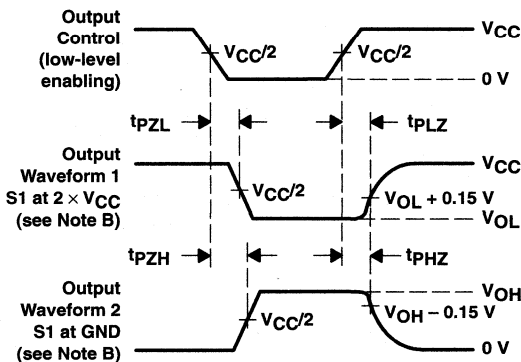 Output
Control
(low-level
enabling)
VCC/2
VCC/2
VCC
0 V
tPZL
tPLZ
Output
Waveform 1
S1 at 2 × VCC
(see Note B)
VCC/2
VCC
VOL + 0.15 V
VOL
tPZH
tPHZ
Output
Waveform 2
S1 at GND
(see Note B)
VCC/2
VOH
VOH − 0.15 V
0 V